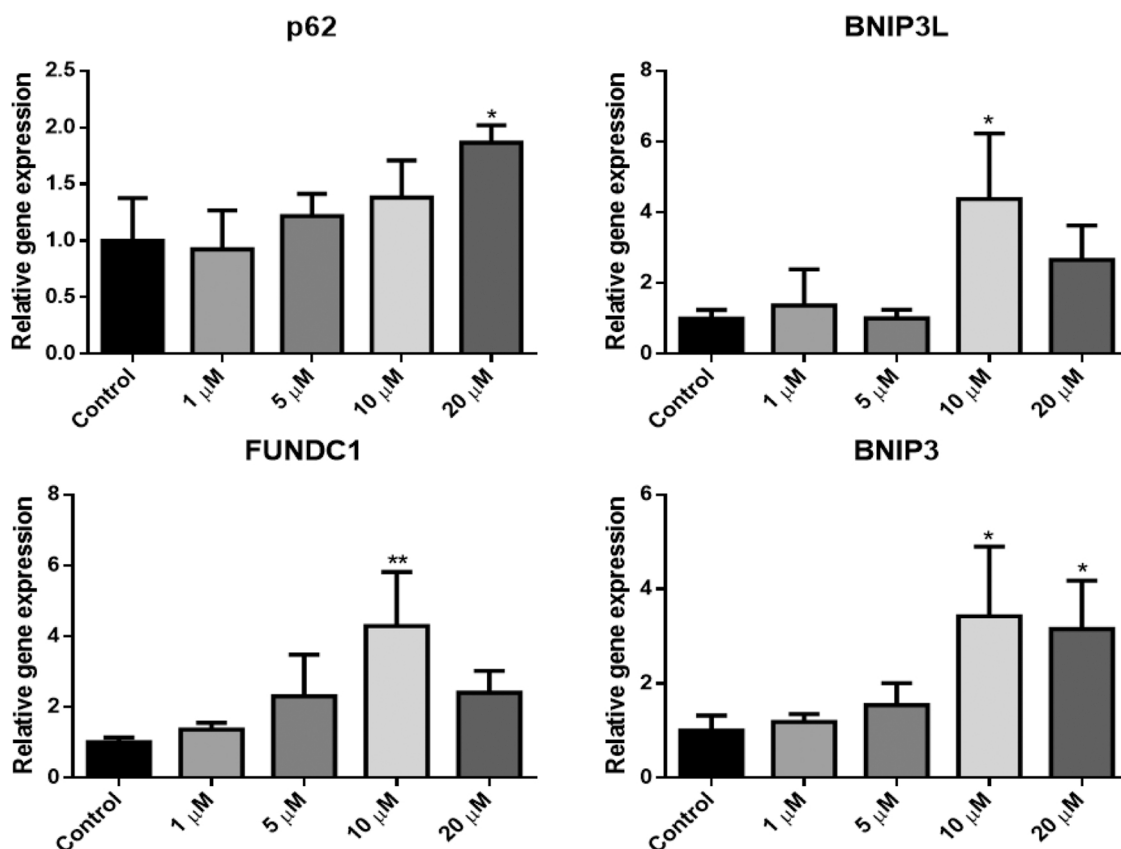 p62
Relative gene expression
2.5
2.0
1.5
1.0
0.5
0.0
*
Control
1 μM
5 μM
10 μM
20 μM
BNIP3L
Relative gene expression
8
6
4
2
0
*
Control
1 μM
5 μM
10 μM
20 μM
FUNDC1
Relative gene expression
8
6
4
2
0
**
Control
1 μM
5 μM
10 μM
20 μM
BNIP3
Relative gene expression
6
4
2
0
*
*
Control
1 μM
5 μM
10 μM
20 μM